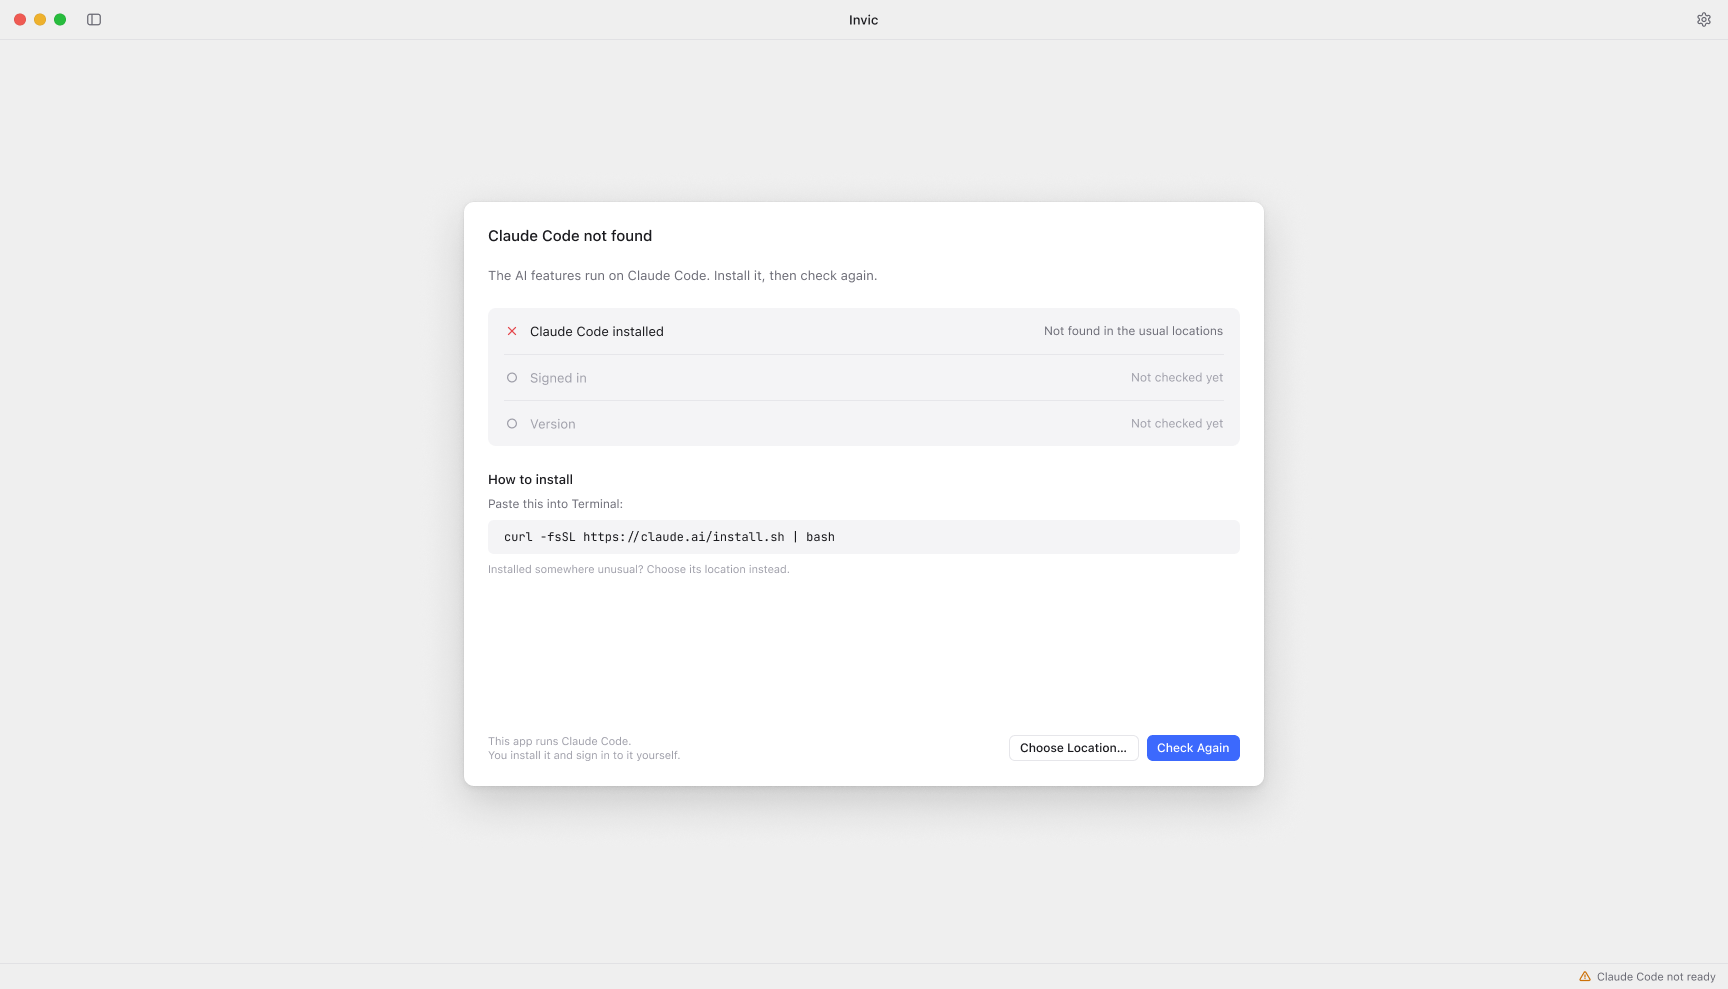 Invic
Claude Code not found
The AI features run on Claude Code. Install it, then check again.
Claude Code installed
Not found in the usual locations
Signed in
Not checked yet
Version
Not checked yet
How to install
Paste this into Terminal:
curl -fsSL https://claude.ai/install.sh | bash
Installed somewhere unusual? Choose its location instead.
This app runs Claude Code.
You install it and sign in to it yourself.
Choose Location...
Check Again
Claude Code not ready